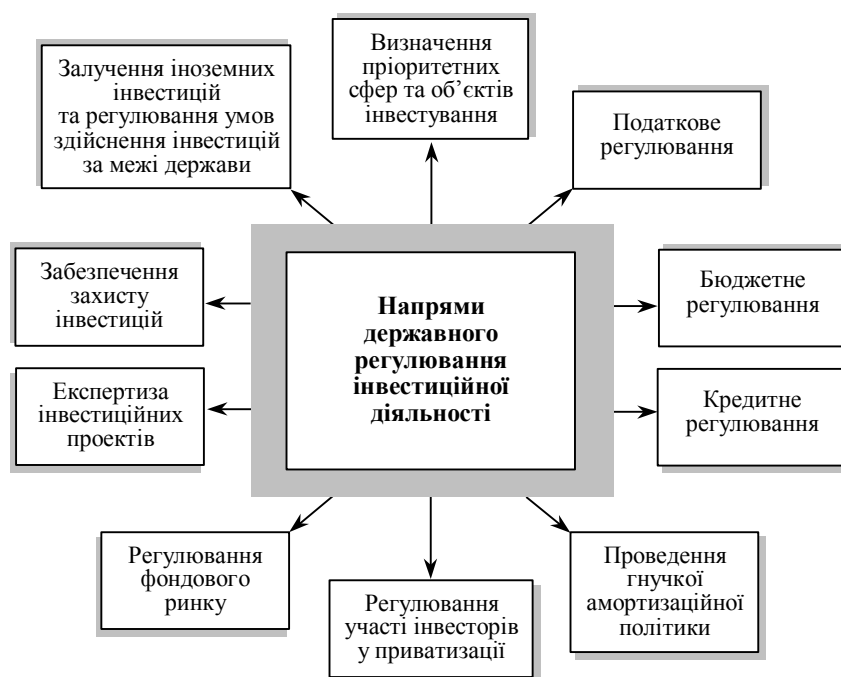 Залучення іноземних
інвестицій
та регулювання умов
здійснення інвестицій
за межі держави
Визначення
пріоритетних
сфер та об’єктів
інвестування
Податкове
регулювання
Забезпечення
захисту
інвестицій
Напрями
державного
регулювання
інвестиційної
діяльності
Бюджетне
регулювання
Експертиза
інвестиційних
проектів
Кредитне
регулювання
Регулювання
фондового
ринку
Регулювання
участі інвесторів
у приватизації
Проведення
гнучкої
амортизаційної
політики